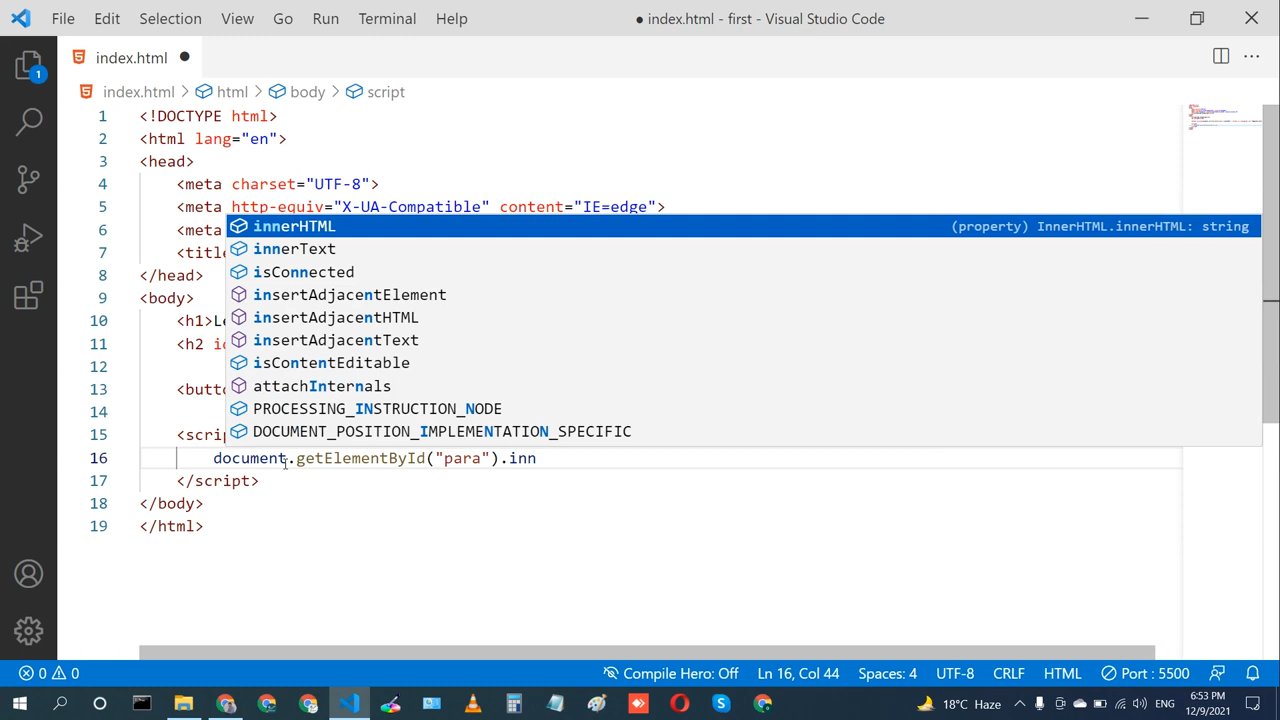 File Edit Selection View Go Run Terminal Help ● index.html - first - Visual Studio Code
1
index.html ●
index.html > html > body > script
1 <!DOCTYPE html>
2 <html lang="en">
3 <head>
4 <meta charset="UTF-8">
5 <meta http-equiv="X-UA-Compatible" content="IE=edge">
6 <meta
innerHTML (property) InnerHTML.innerHTML: string
7 <titl
innerText
8 </head>
isConnected
9 <body>
insertAdjacentElement
10 <h1>Le
insertAdjacentHTML
11 <h2 id
insertAdjacentText
12
isContentEditable
13 <butto
attachInternals
14
PROCESSING_INSTRUCTION_NODE
15 <scrip
DOCUMENT_POSITION_IMPLEMENTATION_SPECIFIC
16 document.getElementById("para").inn
17 </script>
18 </body>
19 </html>
0 0 Compile Hero: Off Ln 16, Col 44 Spaces: 4 UTF-8 CRLF HTML Port : 5500
18°C Haze ENG 6:53 PM
12/9/2021